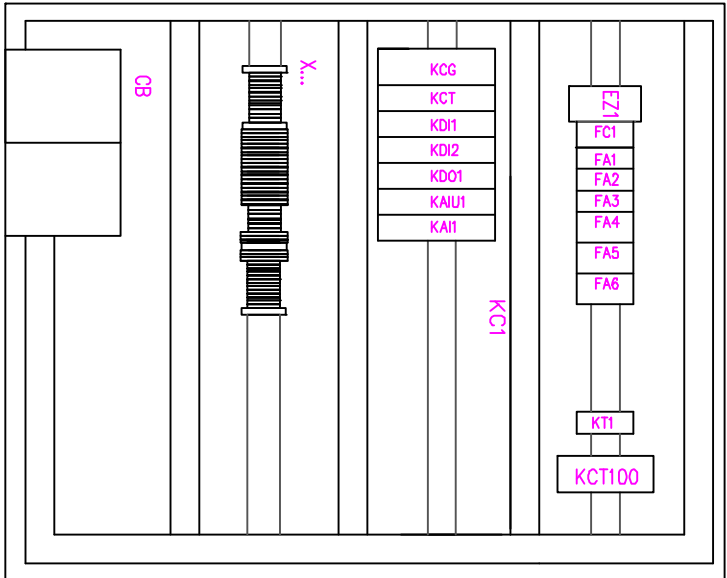 CB
X...
KCG
KCT
KDI1
KDI2
KDO1
KAIU1
KAI1
KC1
EZ1
FC1
FA1
FA2
FA3
FA4
FA5
FA6
KT1
KCT100